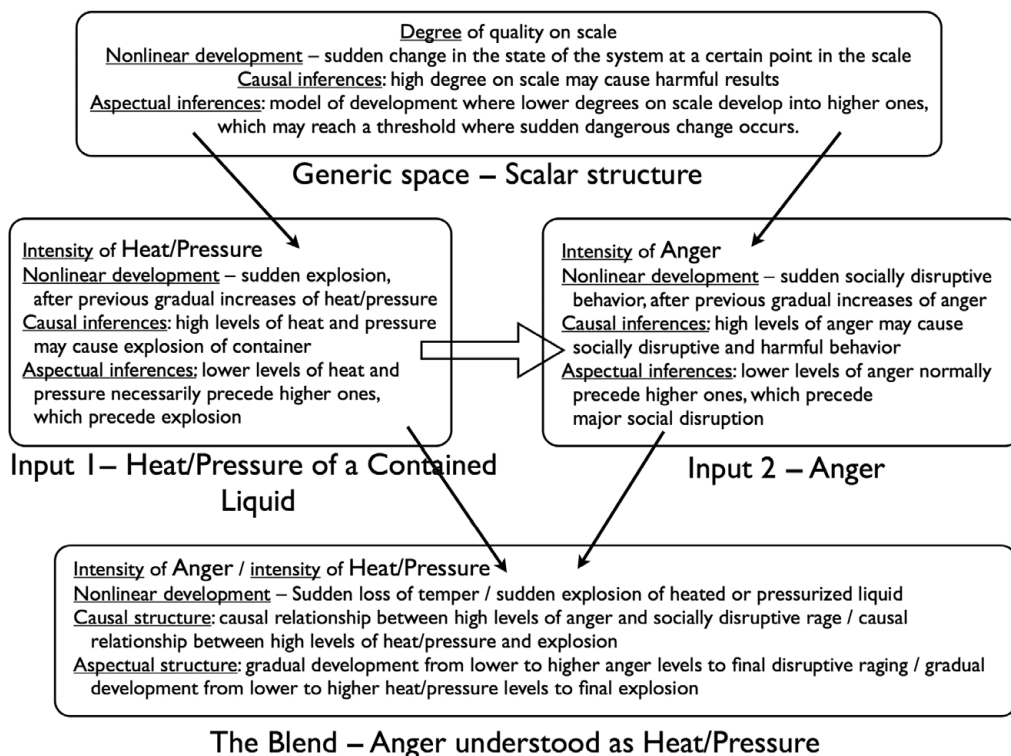 Degree of quality on scale
Nonlinear development – sudden change in the state of the system at a certain point in the scale
Causal inferences: high degree on scale may cause harmful results
Aspectual inferences: model of development where lower degrees on scale develop into higher ones,
which may reach a threshold where sudden dangerous change occurs.
Generic space – Scalar structure
Intensity of Heat/Pressure
Nonlinear development – sudden explosion,
after previous gradual increases of heat/pressure
Causal inferences: high levels of heat and pressure
may cause explosion of container
Aspectual inferences: lower levels of heat and
pressure necessarily precede higher ones,
which precede explosion
Input 1– Heat/Pressure of a Contained
Liquid
Intensity of Anger
Nonlinear development – sudden socially disruptive
behavior, after previous gradual increases of anger
Causal inferences: high levels of anger may cause
socially disruptive and harmful behavior
Aspectual inferences: lower levels of anger normally
precede higher ones, which precede
major social disruption
Input 2 – Anger
Intensity of Anger / intensity of Heat/Pressure
Nonlinear development – Sudden loss of temper / sudden explosion of heated or pressurized liquid
Causal structure: causal relationship between high levels of anger and socially disruptive rage / causal
relationship between high levels of heat/pressure and explosion
Aspectual structure: gradual development from lower to higher anger levels to final disruptive raging / gradual
development from lower to higher heat/pressure levels to final explosion
The Blend – Anger understood as Heat/Pressure